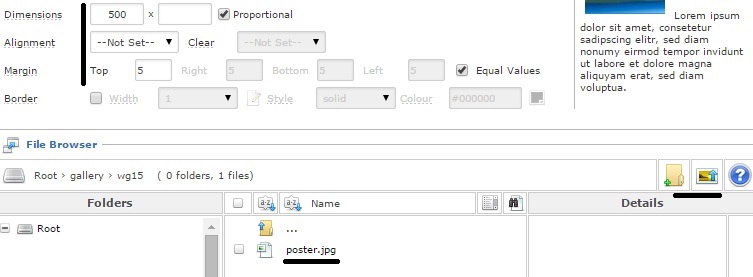 Dimensions 500 x Proportional
Alignment --Not Set-- Clear --Not Set--
Margin Top 5 Right 5 Bottom 5 Left 5 Equal Values
Border Width 1 Style solid Colour #000000
Lorem ipsum
dolor sit amet, consetetur
sadipscing elitr, sed diam
nonumy eirmod tempor invidunt
ut labore et dolore magna
aliquyam erat, sed diam
voluptua.
File Browser
Root › gallery › wg15 ( 0 folders, 1 files)
Folders Name Details
Root ...
poster.jpg